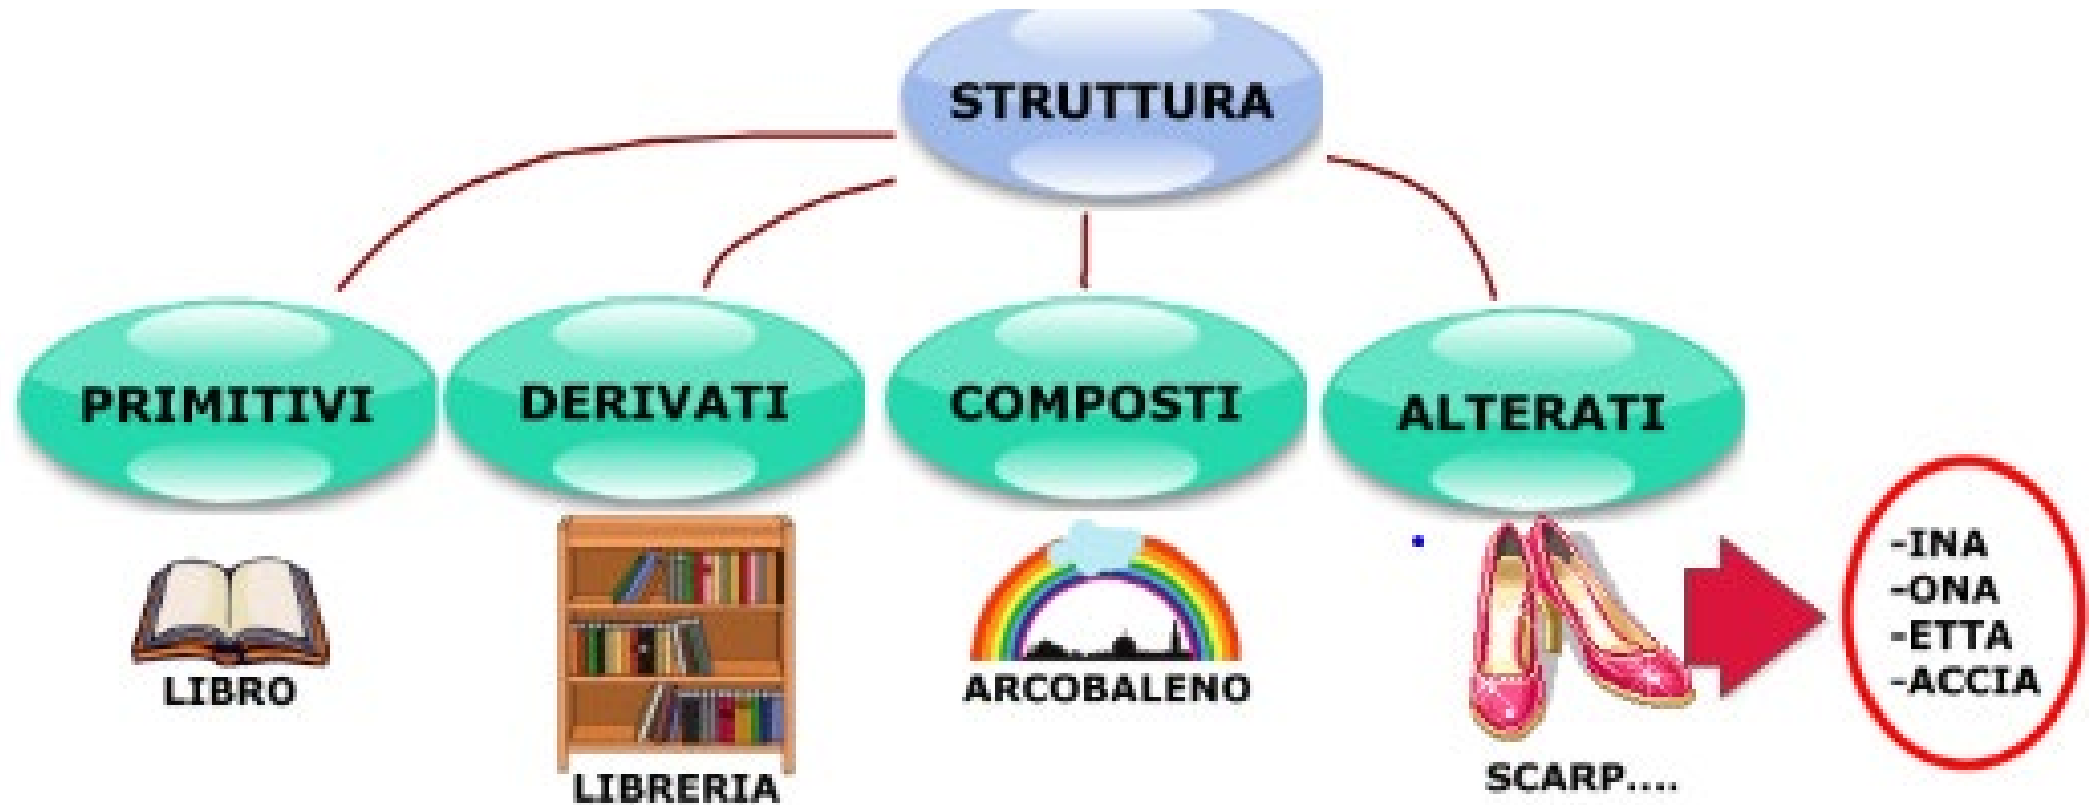 STRUTTURA
PRIMITIVI
DERIVATI
COMPOSTI
ALTERATI
LIBRO
LIBRERIA
ARCOBALENO
SCARP....
-INA
-ONA
-ETTA
-ACCIA